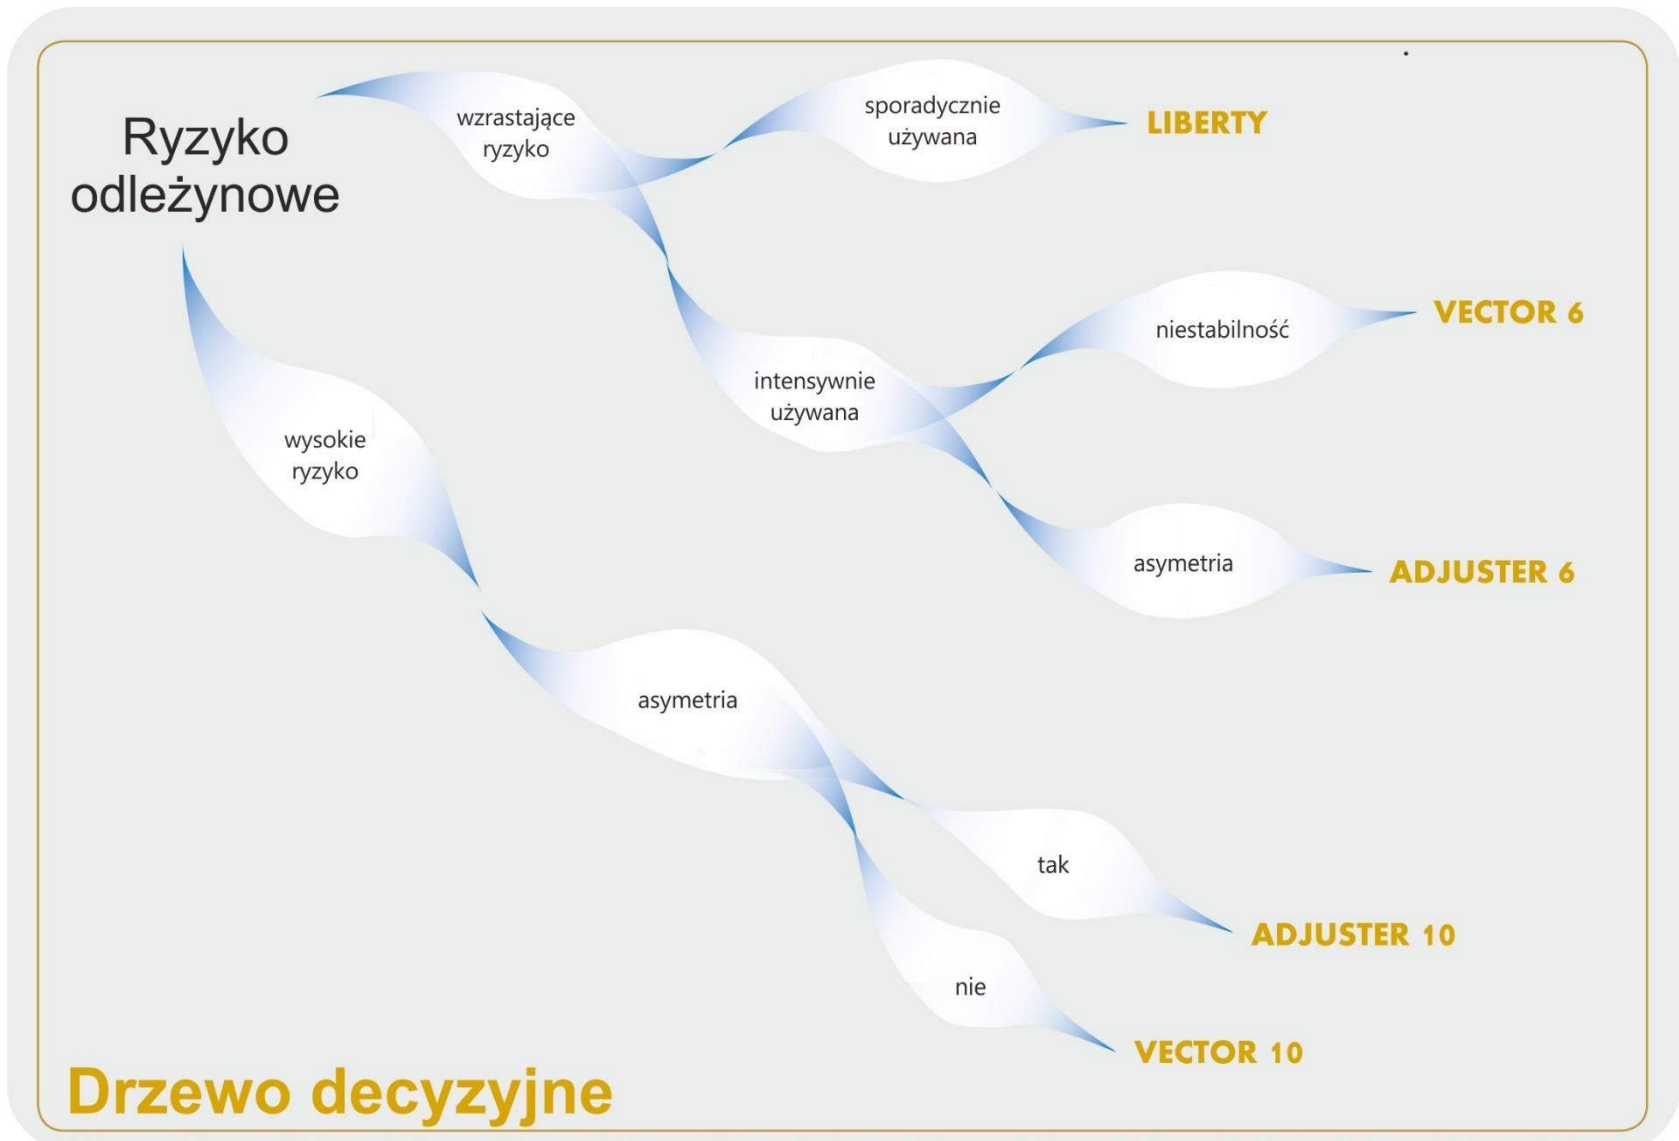 Ryzyko
odleżynowe
wzrastające
ryzyko
sporadycznie
używana
LIBERTY
intensywnie
używana
niestabilność
VECTOR 6
asymetria
ADJUSTER 6
wysokie
ryzyko
asymetria
tak
ADJUSTER 10
nie
VECTOR 10
Drzewo decyzyjne